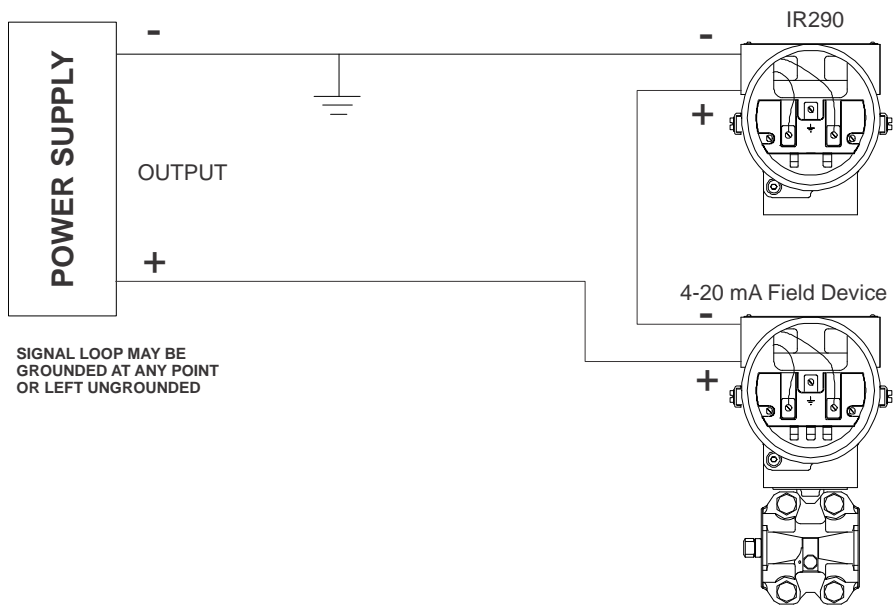 IR290
-
-
POWER SUPPLY
+
OUTPUT
+
4-20 mA Field Device
-
SIGNAL LOOP MAY BE
GROUNDED AT ANY POINT
OR LEFT UNGROUNDED
+